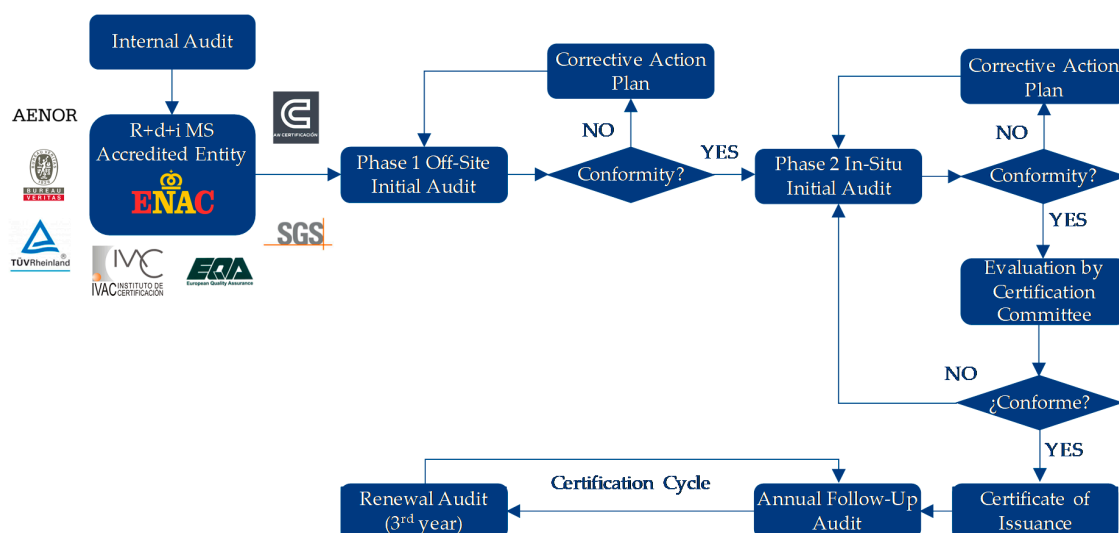 Internal Audit
AENOR
R+d+i MS
Accredited Entity
ENAC
AW CERTIFICACIÓN
BUREAU
VERITAS
TÜVRheinland
®
IVAC
IVAC INSTITUTO DE
CERTIFICACIÓN
EQA
European Quality Assurance
SGS
Corrective Action
Plan
NO
Phase 1 Off-Site
Initial Audit
Conformity?
YES
Corrective Action
Plan
NO
Phase 2 In-Situ
Initial Audit
Conformity?
YES
Evaluation by
Certification
Committee
NO
¿Conforme?
YES
Certificate of
Issuance
Annual Follow-Up
Audit
Certification Cycle
Renewal Audit
(3rd year)